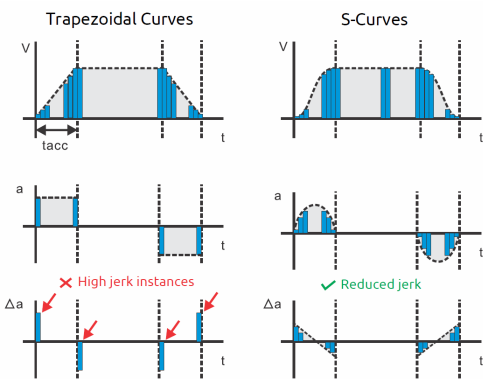 Trapezoidal Curves
S-Curves
V
t
tacc
V
t
a
t
a
t
High jerk instances
Reduced jerk
Δa
t
Δa
t